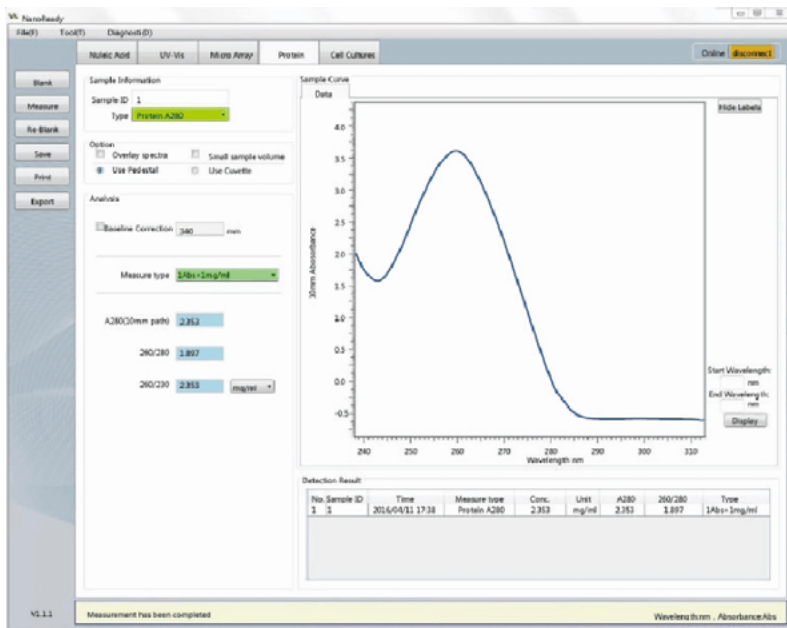 NanoReady
File(F) Tool(T) Diagnosti(D)
Nuleic Acid UV-Vis Micro Array Protein Cell Cultures
Online disconnect
Blank
Measure
Re-Blank
Save
Print
Export
Sample Information
Sample ID 1
Type Protein A280
Option
Overlay spectra Small sample volume
Use Pedestal Use Cuvette
Analysis
Baseline Correction 340 mm
Measure type 1Abs=1mg/ml
A280(10mm path) 2.353
260/280 1.897
260/230 2.353 mg/ml
Sample Curve
Data
Hide Labels
10mm Abosorbance
4.0
3.5
3.0
2.5
2.0
1.5
1.0
0.5
0.0
-0.5
240 250 260 270 280 290 300 310
Wavelength nm
Start Wavelength:
nm
End Wavelength:
nm
Display
Detection Result
No. Sample ID Time Measure type Conc. Unit A280 260/280 Type
1 1 2016/04/11 17:38 Protein A280 2.353 mg/ml 2.353 1.897 1Abs=1mg/ml
V1.1.1
Measurement has been completed
Wavelength:nm , Absorbance:Abs